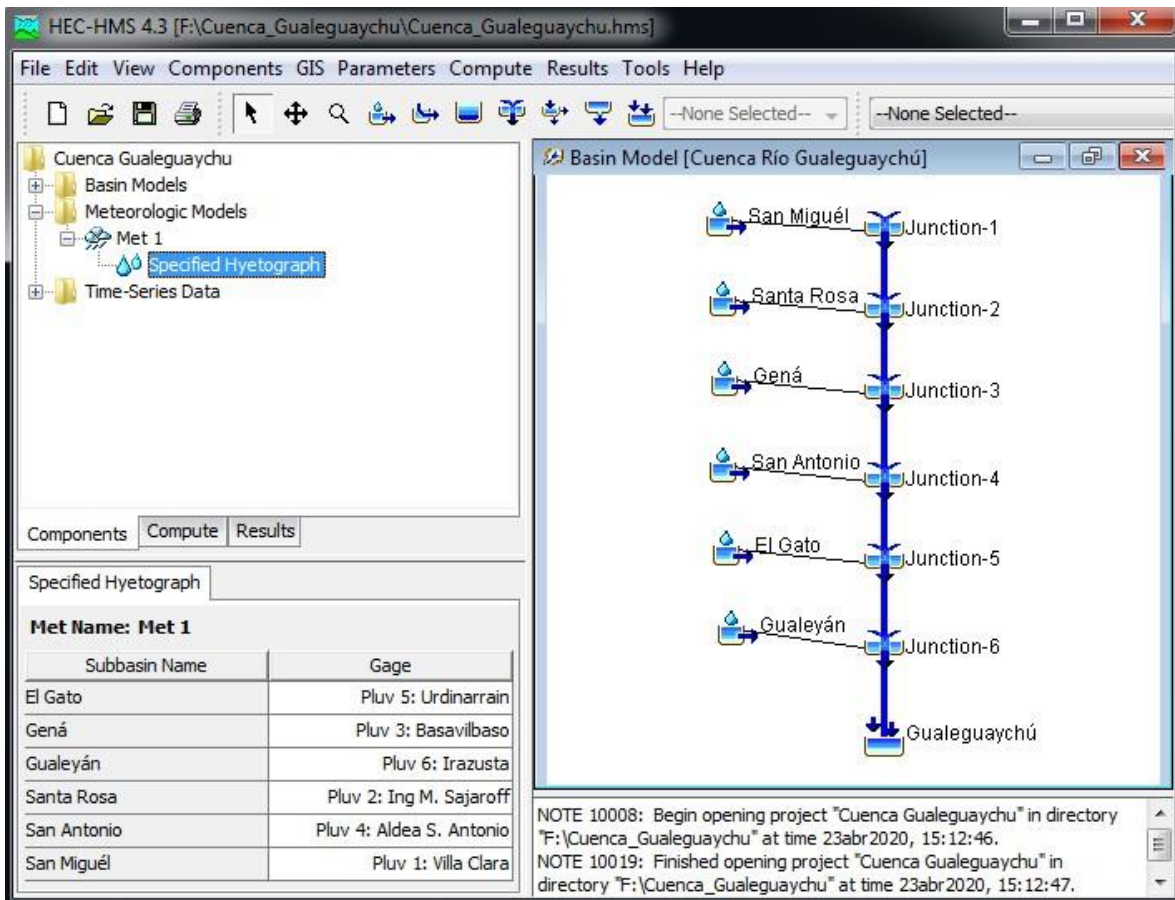 HEC-HMS 4.3 [F:\Cuenca_Gualeguaychu\Cuenca_Gualeguaychu.hms]
File Edit View Components GIS Parameters Compute Results Tools Help
--None Selected-- --None Selected--
Cuenca Gualeguaychu
Basin Models
Meteorologic Models
Met 1
Specified Hyetograph
Time-Series Data
Components Compute Results
Specified Hyetograph
Met Name: Met 1
Subbasin Name Gage
El Gato Pluv 5: Urdinarrain
Gená Pluv 3: Basavilbaso
Gualeyán Pluv 6: Irazusta
Santa Rosa Pluv 2: Ing M. Sajaroff
San Antonio Pluv 4: Aldea S. Antonio
San Miguél Pluv 1: Villa Clara
Basin Model [Cuenca Río Gualeguaychú]
San Miguél Junction-1
Santa Rosa Junction-2
Gená Junction-3
San Antonio Junction-4
El Gato Junction-5
Gualeyán Junction-6
Gualeguaychú
NOTE 10008: Begin opening project "Cuenca Gualeguaychu" in directory
"F:\Cuenca_Gualeguaychu" at time 23abr2020, 15:12:46.
NOTE 10019: Finished opening project "Cuenca Gualeguaychu" in
directory "F:\Cuenca_Gualeguaychu" at time 23abr2020, 15:12:47.